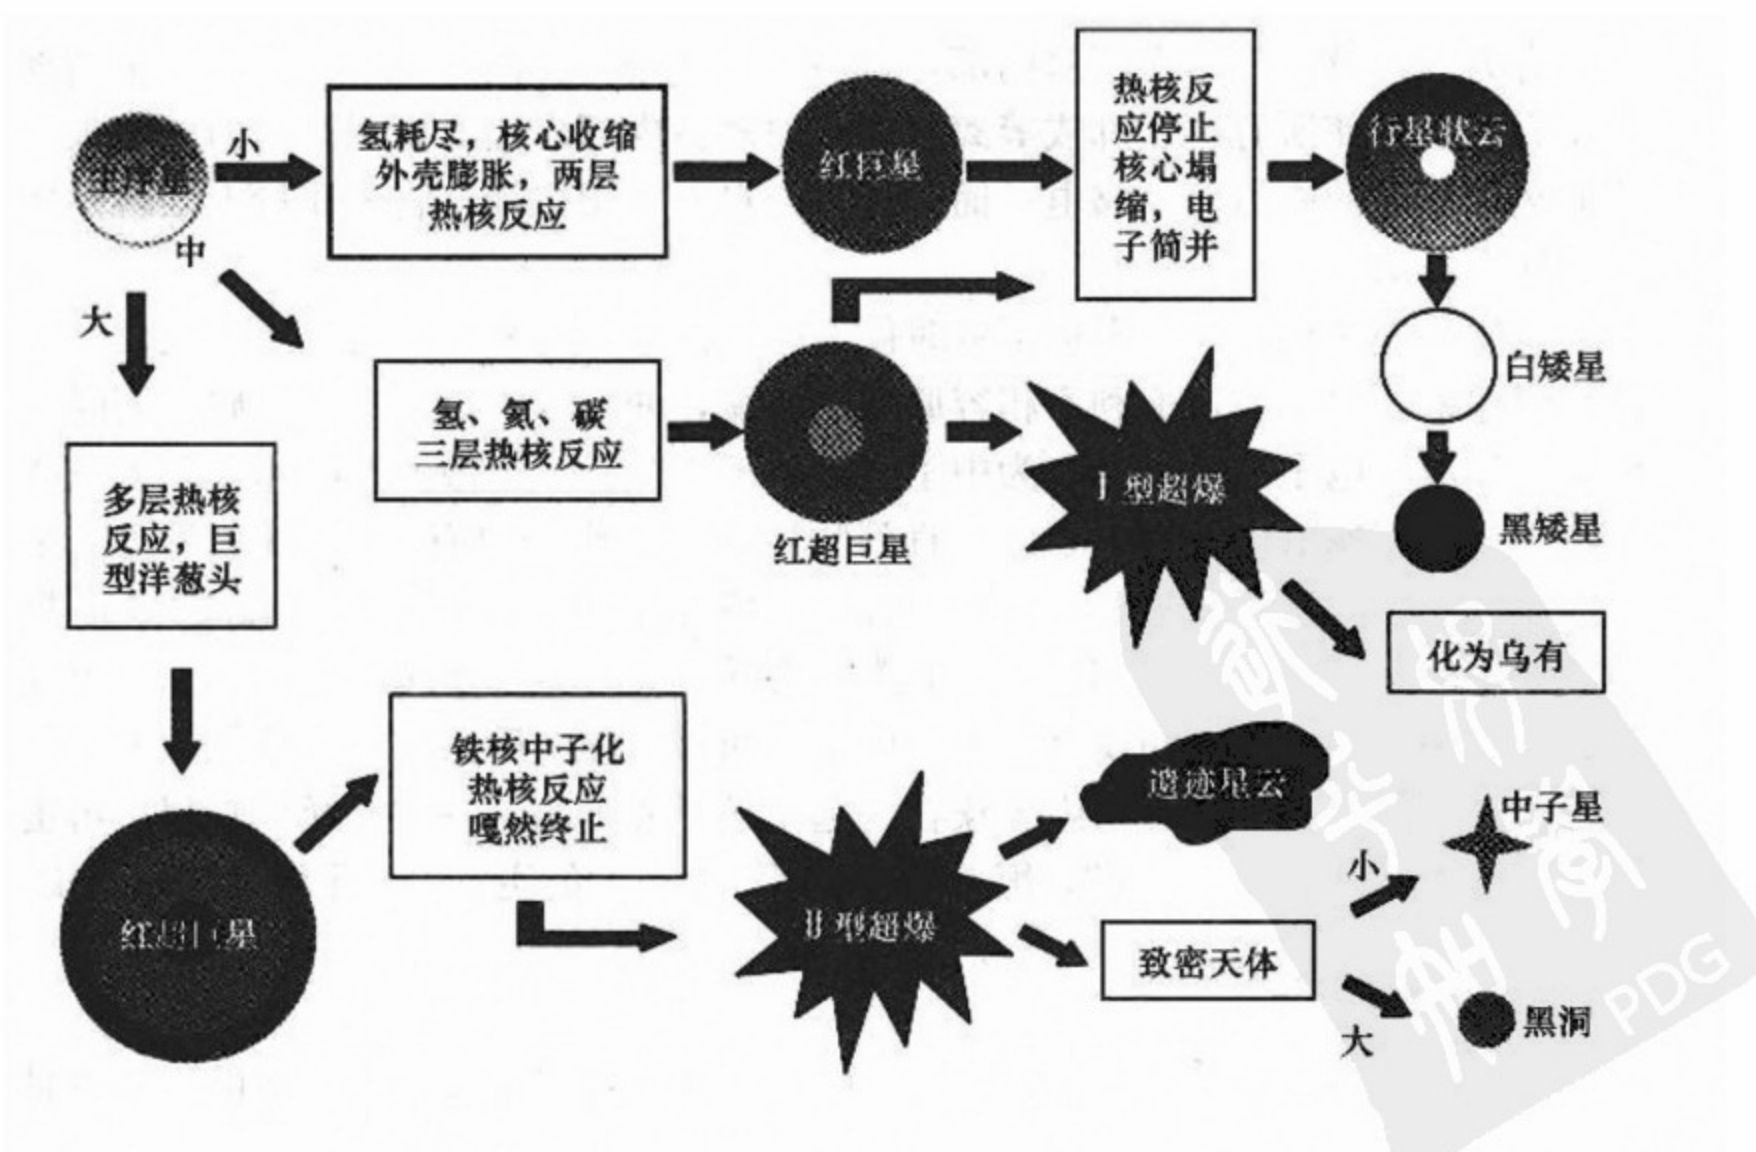 主序星
小
中
大
氢耗尽，核心收缩
外壳膨胀，两层
热核反应
红巨星
热核反
应停止
核心塌
缩，电
子简并
行星状云
白矮星
黑矮星
氢、氦、碳
三层热核反应
红超巨星
I 型超爆
化为乌有
多层热核
反应，巨
型洋葱头
红超巨星
铁核中子化
热核反应
嘎然终止
II 型超爆
遗迹星云
致密天体
小
中子星
大
黑洞
PDG